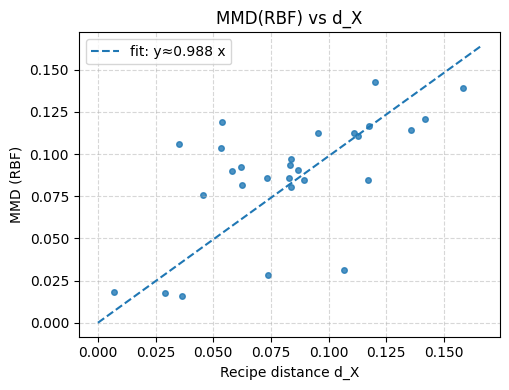 MMD(RBF) vs d_X
fit: y≈0.988 x
MMD (RBF)
0.150
0.125
0.100
0.075
0.050
0.025
0.000
0.000 0.025 0.050 0.075 0.100 0.125 0.150
Recipe distance d_X